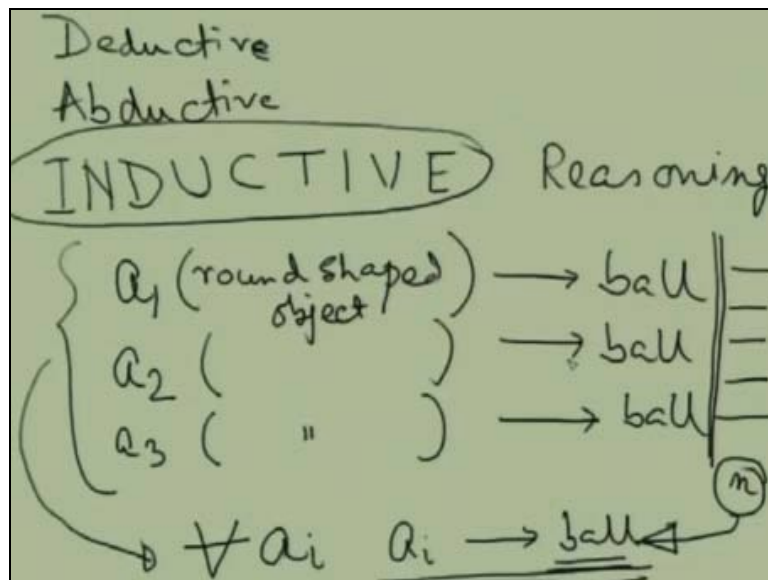 Deductive
Abductive
INDUCTIVE Reasoning
a1 (round shaped object) → ball
a2 ( ) → ball
a3 ( " ) → ball
n
∀ ai ai → ball